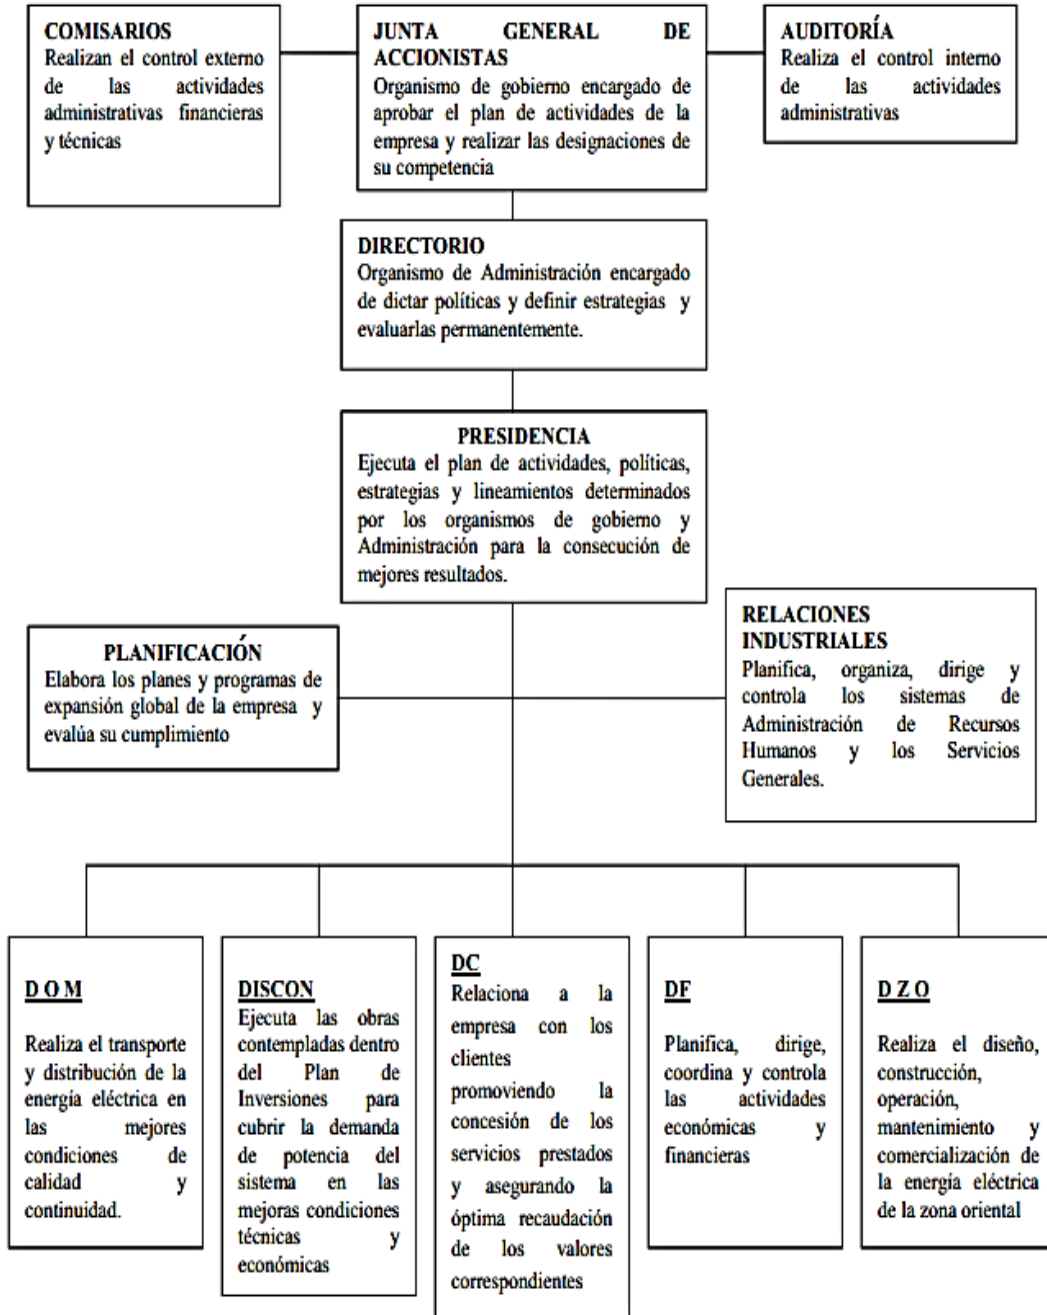 COMISARIOS
Realizan el control externo
de las actividades
administrativas financieras
y técnicas
JUNTA GENERAL DE
ACCIONISTAS
Organismo de gobierno encargado de
aprobar el plan de actividades de la
empresa y realizar las designaciones de
su competencia
AUDITORÍA
Realiza el control interno
de las actividades
administrativas
DIRECTORIO
Organismo de Administración encargado
de dictar políticas y definir estrategias y
evaluarlas permanentemente.
PRESIDENCIA
Ejecuta el plan de actividades, políticas,
estrategias y lineamientos determinados
por los organismos de gobierno y
Administración para la consecución de
mejores resultados.
PLANIFICACIÓN
Elabora los planes y programas de
expansión global de la empresa y
evalúa su cumplimiento
RELACIONES
INDUSTRIALES
Planifica, organiza, dirige y
controla los sistemas de
Administración de Recursos
Humanos y los Servicios
Generales.
D O M
Realiza el transporte
y distribución de la
energía eléctrica en
las mejores
condiciones de
calidad y
continuidad.
DISCON
Ejecuta las obras
contempladas dentro
del Plan de
Inversiones para
cubrir la demanda
de potencia del
sistema en las
mejoras condiciones
técnicas y
económicas
DC
Relaciona a la
empresa con los
clientes
promoviendo la
concesión de los
servicios prestados
y asegurando la
óptima recaudación
de los valores
correspondientes
DF
Planifica, dirige,
coordina y controla
las actividades
económicas y
financieras
D Z O
Realiza el diseño,
construcción,
operación,
mantenimiento y
comercialización de
la energía eléctrica
de la zona oriental